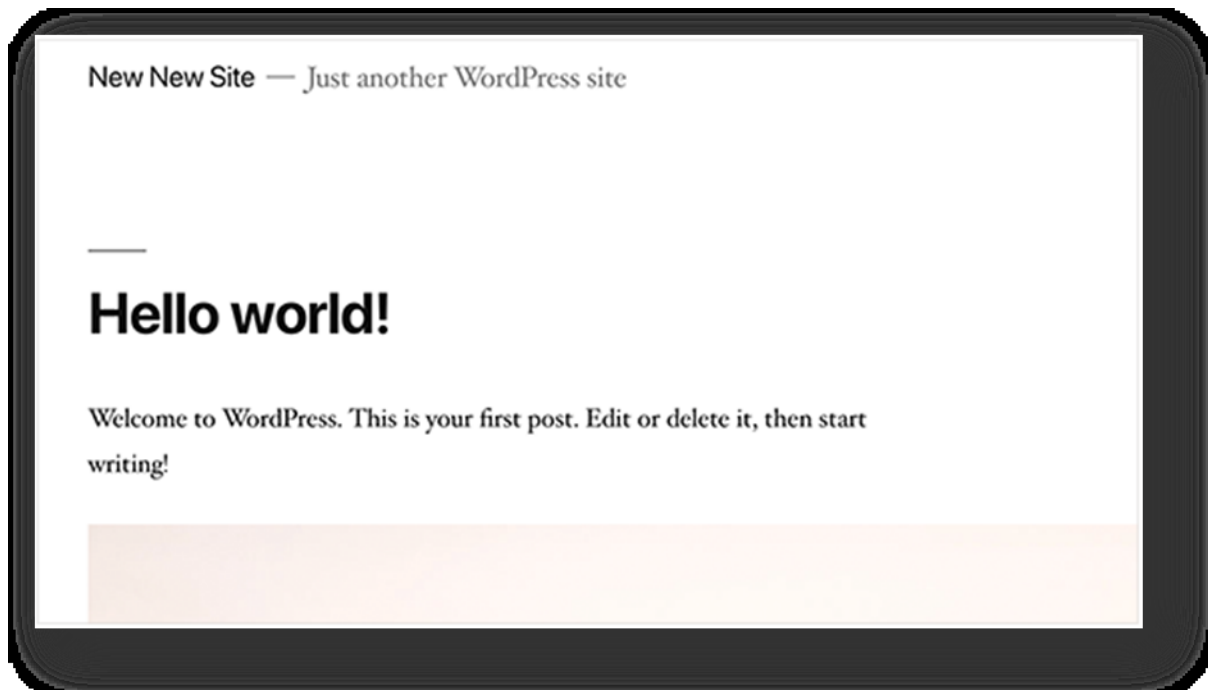 New New Site — Just another WordPress site
Hello world!
Welcome to WordPress. This is your first post. Edit or delete it, then start
writing!